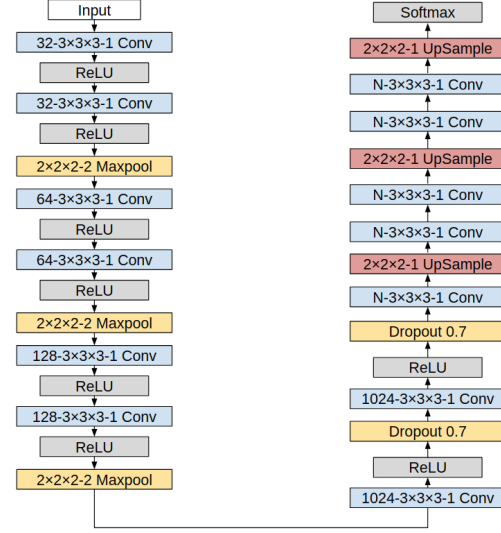 Input
32-3×3×3-1 Conv
ReLU
32-3×3×3-1 Conv
ReLU
2×2×2-2 Maxpool
64-3×3×3-1 Conv
ReLU
64-3×3×3-1 Conv
ReLU
2×2×2-2 Maxpool
128-3×3×3-1 Conv
ReLU
128-3×3×3-1 Conv
ReLU
2×2×2-2 Maxpool
Softmax
2×2×2-1 UpSample
N-3×3×3-1 Conv
N-3×3×3-1 Conv
2×2×2-1 UpSample
N-3×3×3-1 Conv
N-3×3×3-1 Conv
2×2×2-1 UpSample
N-3×3×3-1 Conv
Dropout 0.7
ReLU
1024-3×3×3-1 Conv
Dropout 0.7
ReLU
1024-3×3×3-1 Conv